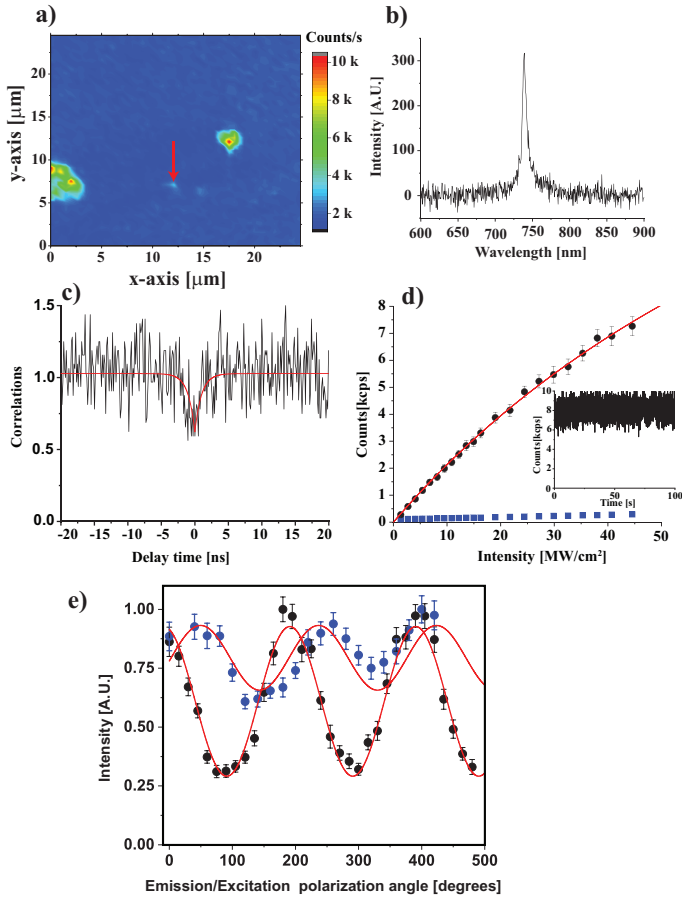 a)
Counts/s
10 k
8 k
6 k
4 k
2 k
y-axis [μm]
20
15
10
5
0
0 5 10 15 20
x-axis [μm]
b)
Intensity [A.U.]
300
200
100
0
600 650 700 750 800 850 900
Wavelength [nm]
c)
Correlations
1.5
1.0
0.5
0.0
-20 -15 -10 -5 0 5 10 15 20
Delay time [ns]
d)
Counts[kcps]
8
7
6
5
4
3
2
1
0
0 10 20 30 40 50
Intensity [MW/cm²]
Counts[kcps]
10
8
6
4
2
0
0 50 100
Time [s]
e)
Intensity [A.U.]
1.00
0.75
0.50
0.25
0.00
0 100 200 300 400 500
Emission/Excitation polarization angle [degrees]